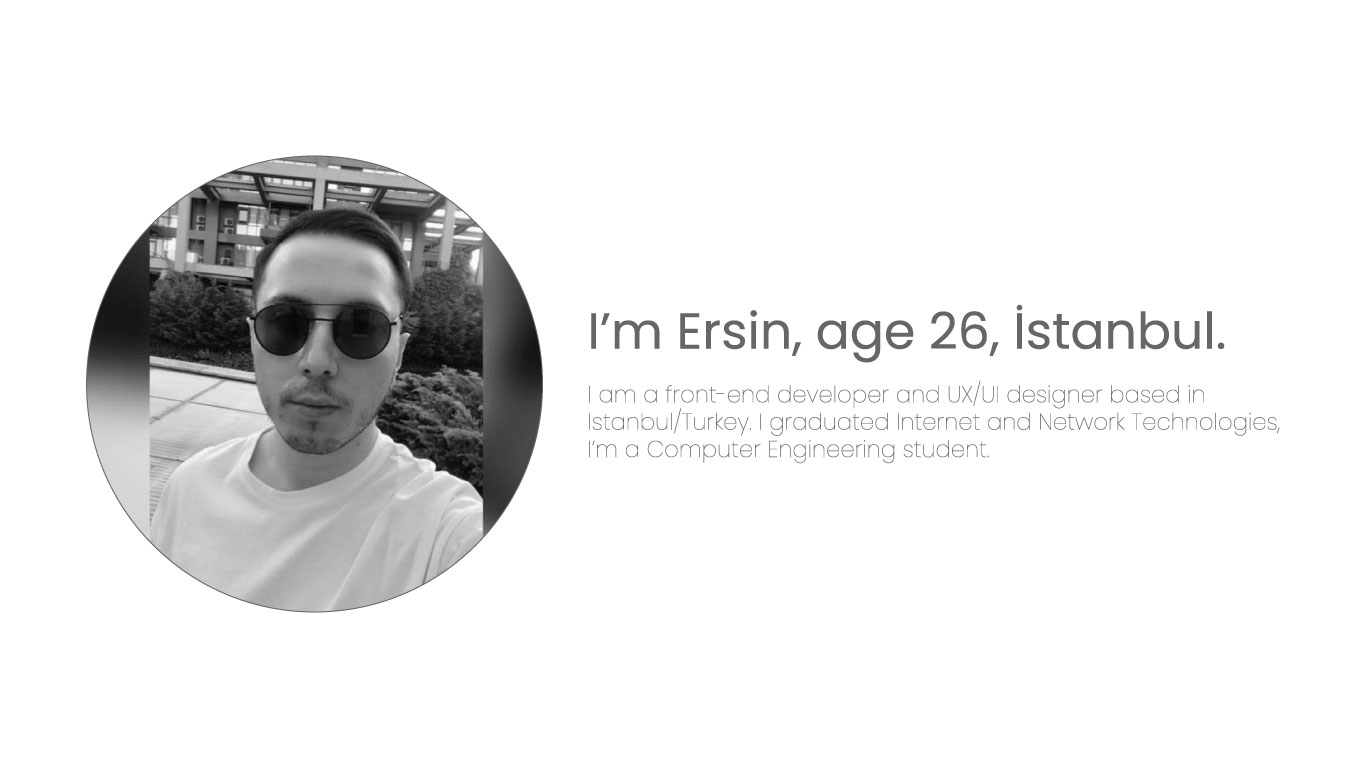 I’m Ersin, age 26, İstanbul.
I am a front-end developer and UX/UI designer based in
Istanbul/Turkey. I graduated Internet and Network Technologies,
I’m a Computer Engineering student.